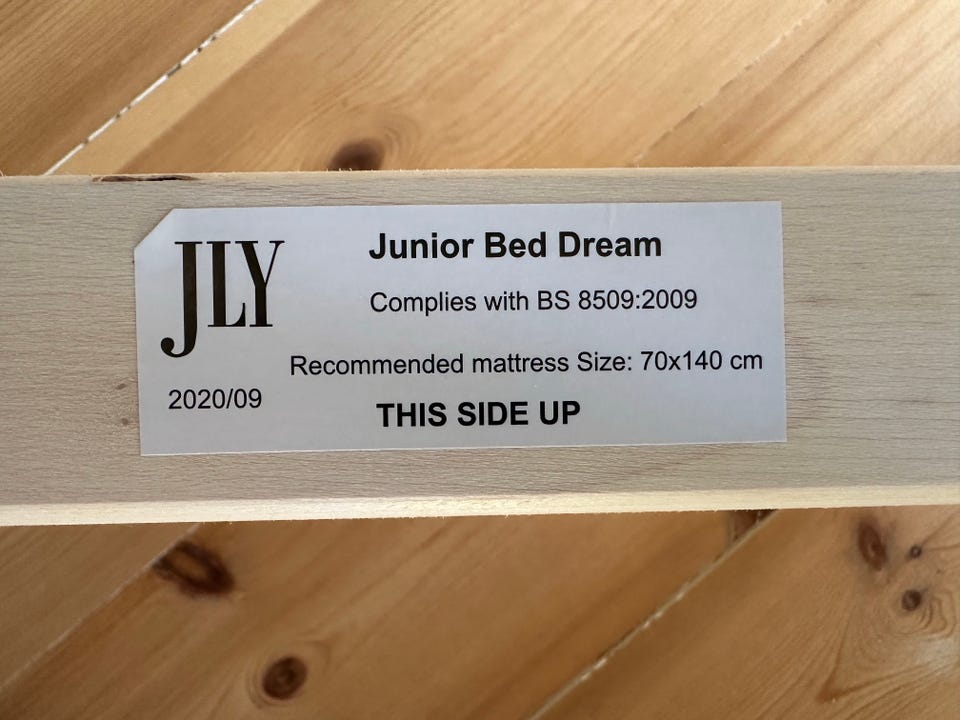 JLY
Junior Bed Dream
Complies with BS 8509:2009
Recommended mattress Size: 70x140 cm
2020/09
THIS SIDE UP